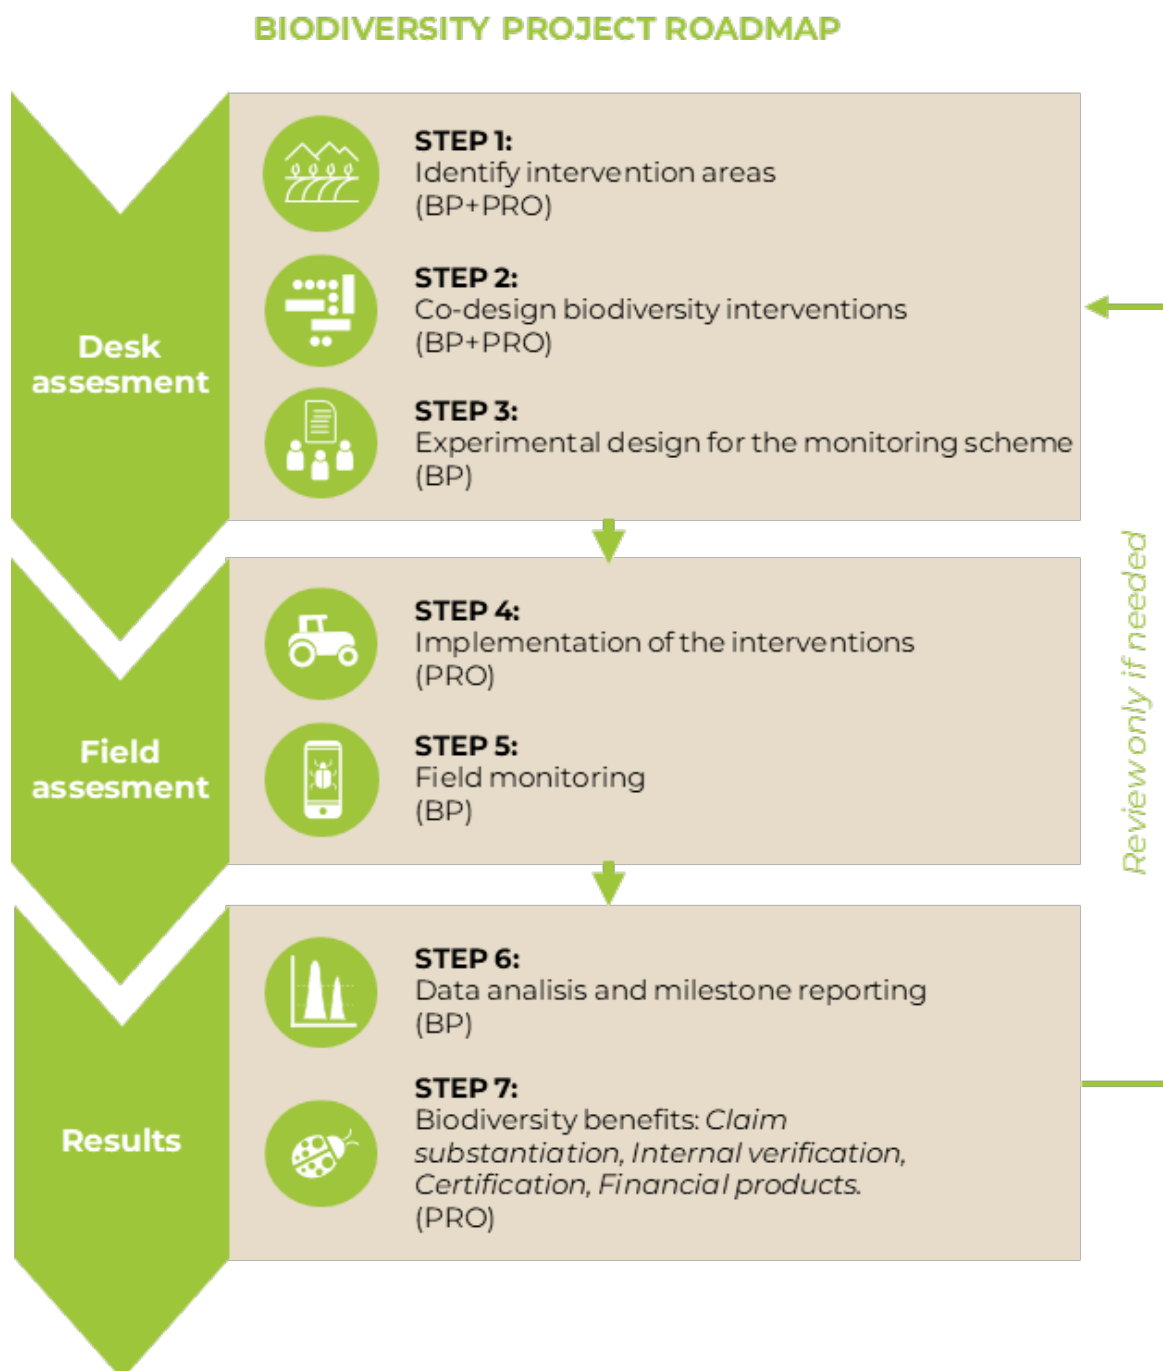 BIODIVERSITY PROJECT ROADMAP
Desk
assesment
STEP 1:
Identify intervention areas
(BP+PRO)
STEP 2:
Co-design biodiversity interventions
(BP+PRO)
STEP 3:
Experimental design for the monitoring scheme
(BP)
Field
assesment
STEP 4:
Implementation of the interventions
(PRO)
STEP 5:
Field monitoring
(BP)
Results
STEP 6:
Data analisis and milestone reporting
(BP)
STEP 7:
Biodiversity benefits: Claim
substantiation, Internal verification,
Certification, Financial products.
(PRO)
Review only if needed